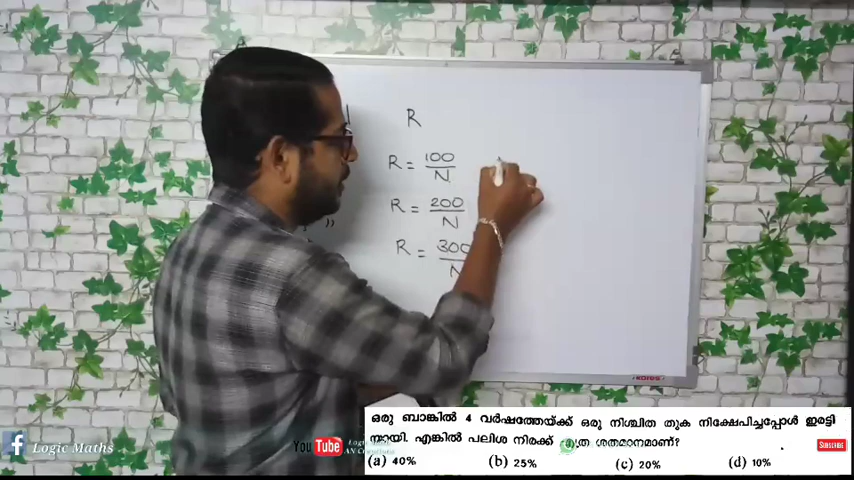 R
R = 100/N
R = 200/N
R = 300/N
KORES
ഒരു ബാങ്കിൽ 4 വർഷത്തേയ്ക്ക് ഒരു നിശ്ചിത തുക നിക്ഷേപിച്ചപ്പോൾ ഇരട്ടി
യായി. എങ്കിൽ പലിശ നിരക്ക് എത്ര ശതമാനമാണ്?
(a) 40% (b) 25% (c) 20% (d) 10%
Logic Maths
YouTube
SUBSCRIBE